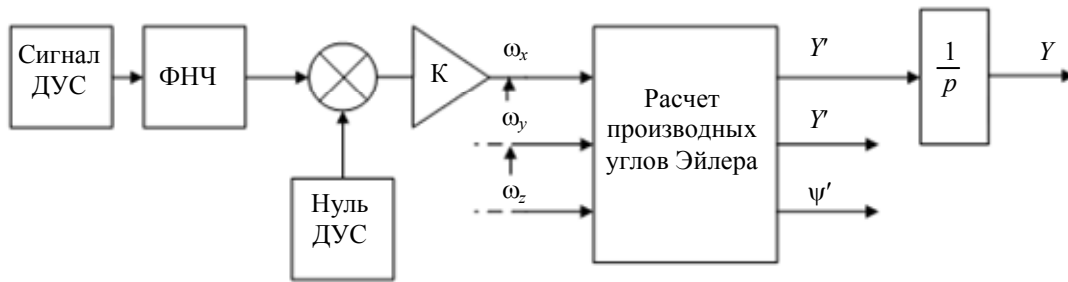 Сигнал
ДУС
ФНЧ
Нуль
ДУС
К
ωx
ωy
ωz
Расчет
производных
углов Эйлера
Y′
Y′
ψ′
1
p
Y